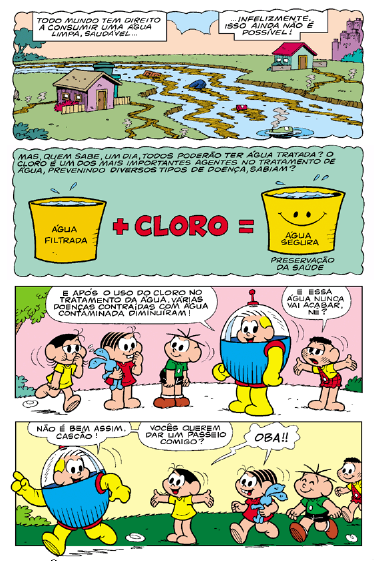 TODO MUNDO TEM DIREITO
A CONSUMIR UMA ÁGUA
LIMPA, SAUDÁVEL...
...INFELIZMENTE,
ISSO AINDA NÃO É
POSSÍVEL!
MAS, QUEM SABE, UM DIA, TODOS PODERÃO TER ÁGUA TRATADA? O
CLORO É UM DOS MAIS IMPORTANTES AGENTES NO TRATAMENTO DE
ÁGUA, PREVENINDO DIVERSOS TIPOS DE DOENÇA, SABIAM?
ÁGUA
FILTRADA
+ CLORO =
ÁGUA
SEGURA
PRESERVAÇÃO
DA SAÚDE
E APÓS O USO DO CLORO NO
TRATAMENTO DA ÁGUA, VÁRIAS
DOENÇAS CONTRAÍDAS COM ÁGUA
CONTAMINADA DIMINUÍRAM!
E ESSA
ÁGUA NUNCA
VAI ACABAR,
NÉ?
NÃO É BEM ASSIM,
CASCÃO!
VOCÊS QUEREM
DAR UM PASSEIO
COMIGO?
OBA!!